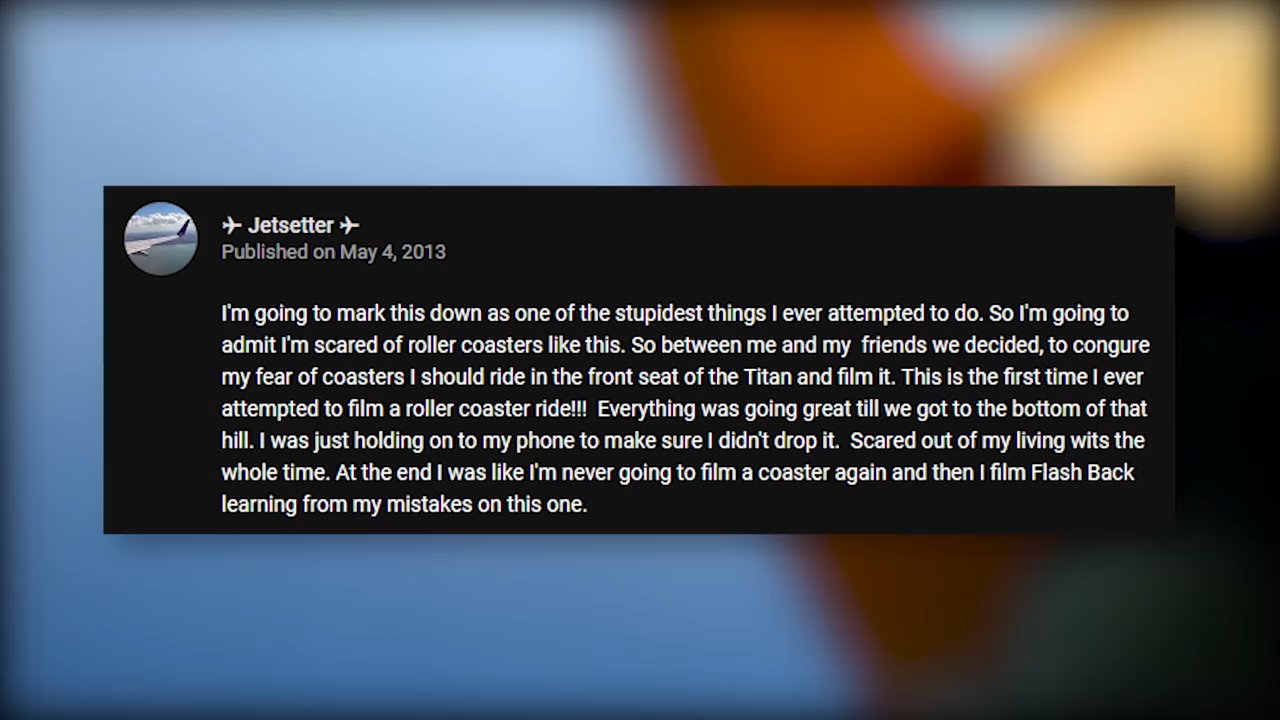 ✈ Jetsetter ✈
Published on May 4, 2013
I'm going to mark this down as one of the stupidest things I ever attempted to do. So I'm going to
admit I'm scared of roller coasters like this. So between me and my  friends we decided, to congure
my fear of coasters I should ride in the front seat of the Titan and film it. This is the first time I ever
attempted to film a roller coaster ride!!!  Everything was going great till we got to the bottom of that
hill. I was just holding on to my phone to make sure I didn't drop it.  Scared out of my living wits the
whole time. At the end I was like I'm never going to film a coaster again and then I film Flash Back
learning from my mistakes on this one.